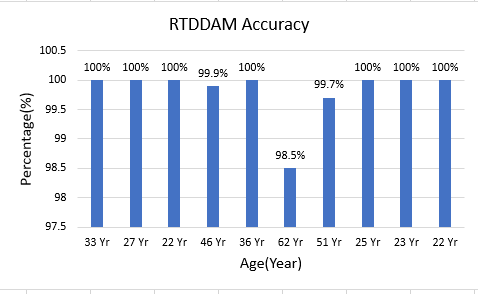 RTDDAM Accuracy
100.5
100
99.5
99
98.5
98
97.5
Percentage(%)
100% 100% 100% 99.9% 100% 98.5% 99.7% 100% 100% 100%
33 Yr 27 Yr 22 Yr 46 Yr 36 Yr 62 Yr 51 Yr 25 Yr 23 Yr 22 Yr
Age(Year)